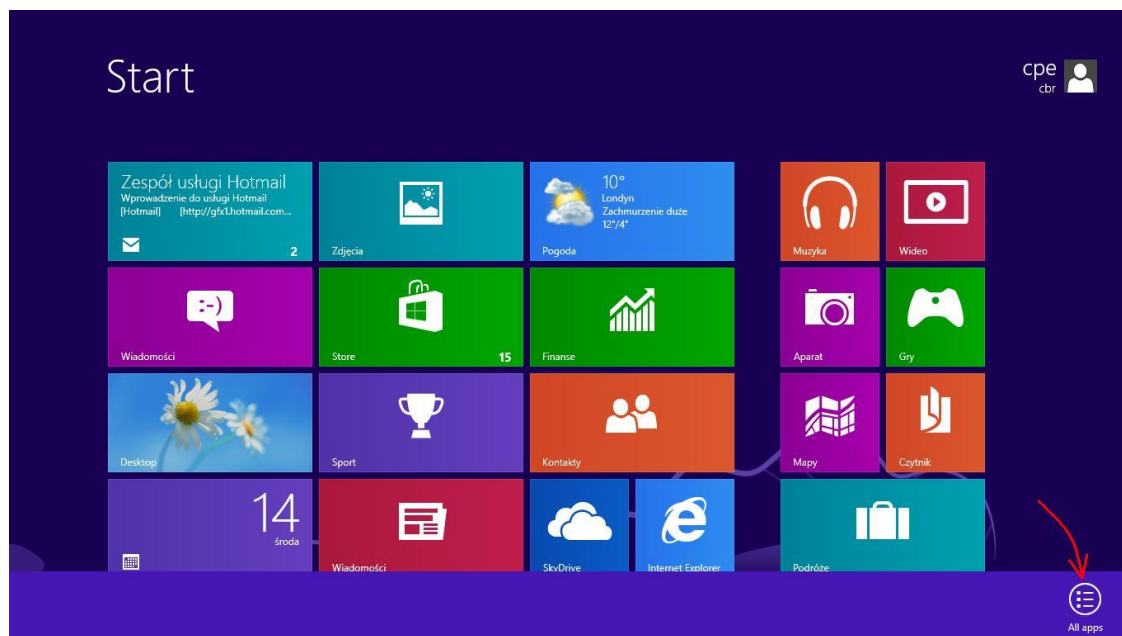 Start
cpe
cbr
Zespół usługi Hotmail
Wprowadzenie do usługi Hotmail
[Hotmail] [http://gfx1.hotmail.com...
2
Zdjęcia
10°
Londyn
Zachmurzenie duże
12°/4°
Pogoda
Muzyka
Wideo
:-)
Wiadomości
Store
15
Finanse
Aparat
Gry
Desktop
Sport
Kontakty
Mapy
Czytnik
14
środa
Wiadomości
SkyDrive
Internet Explorer
Podróże
All apps